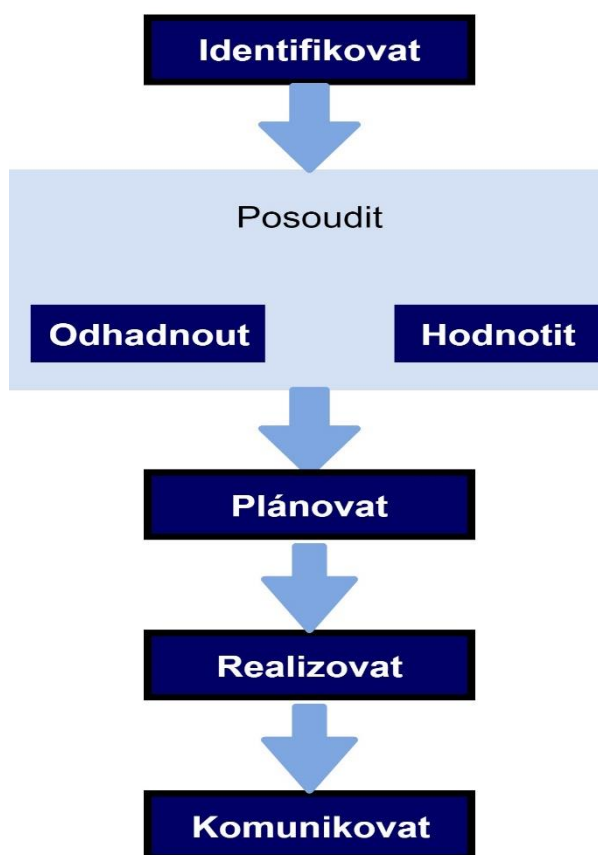 Identifikovat
Posoudit
Odhadnout
Hodnotit
Plánovat
Realizovat
Komunikovat